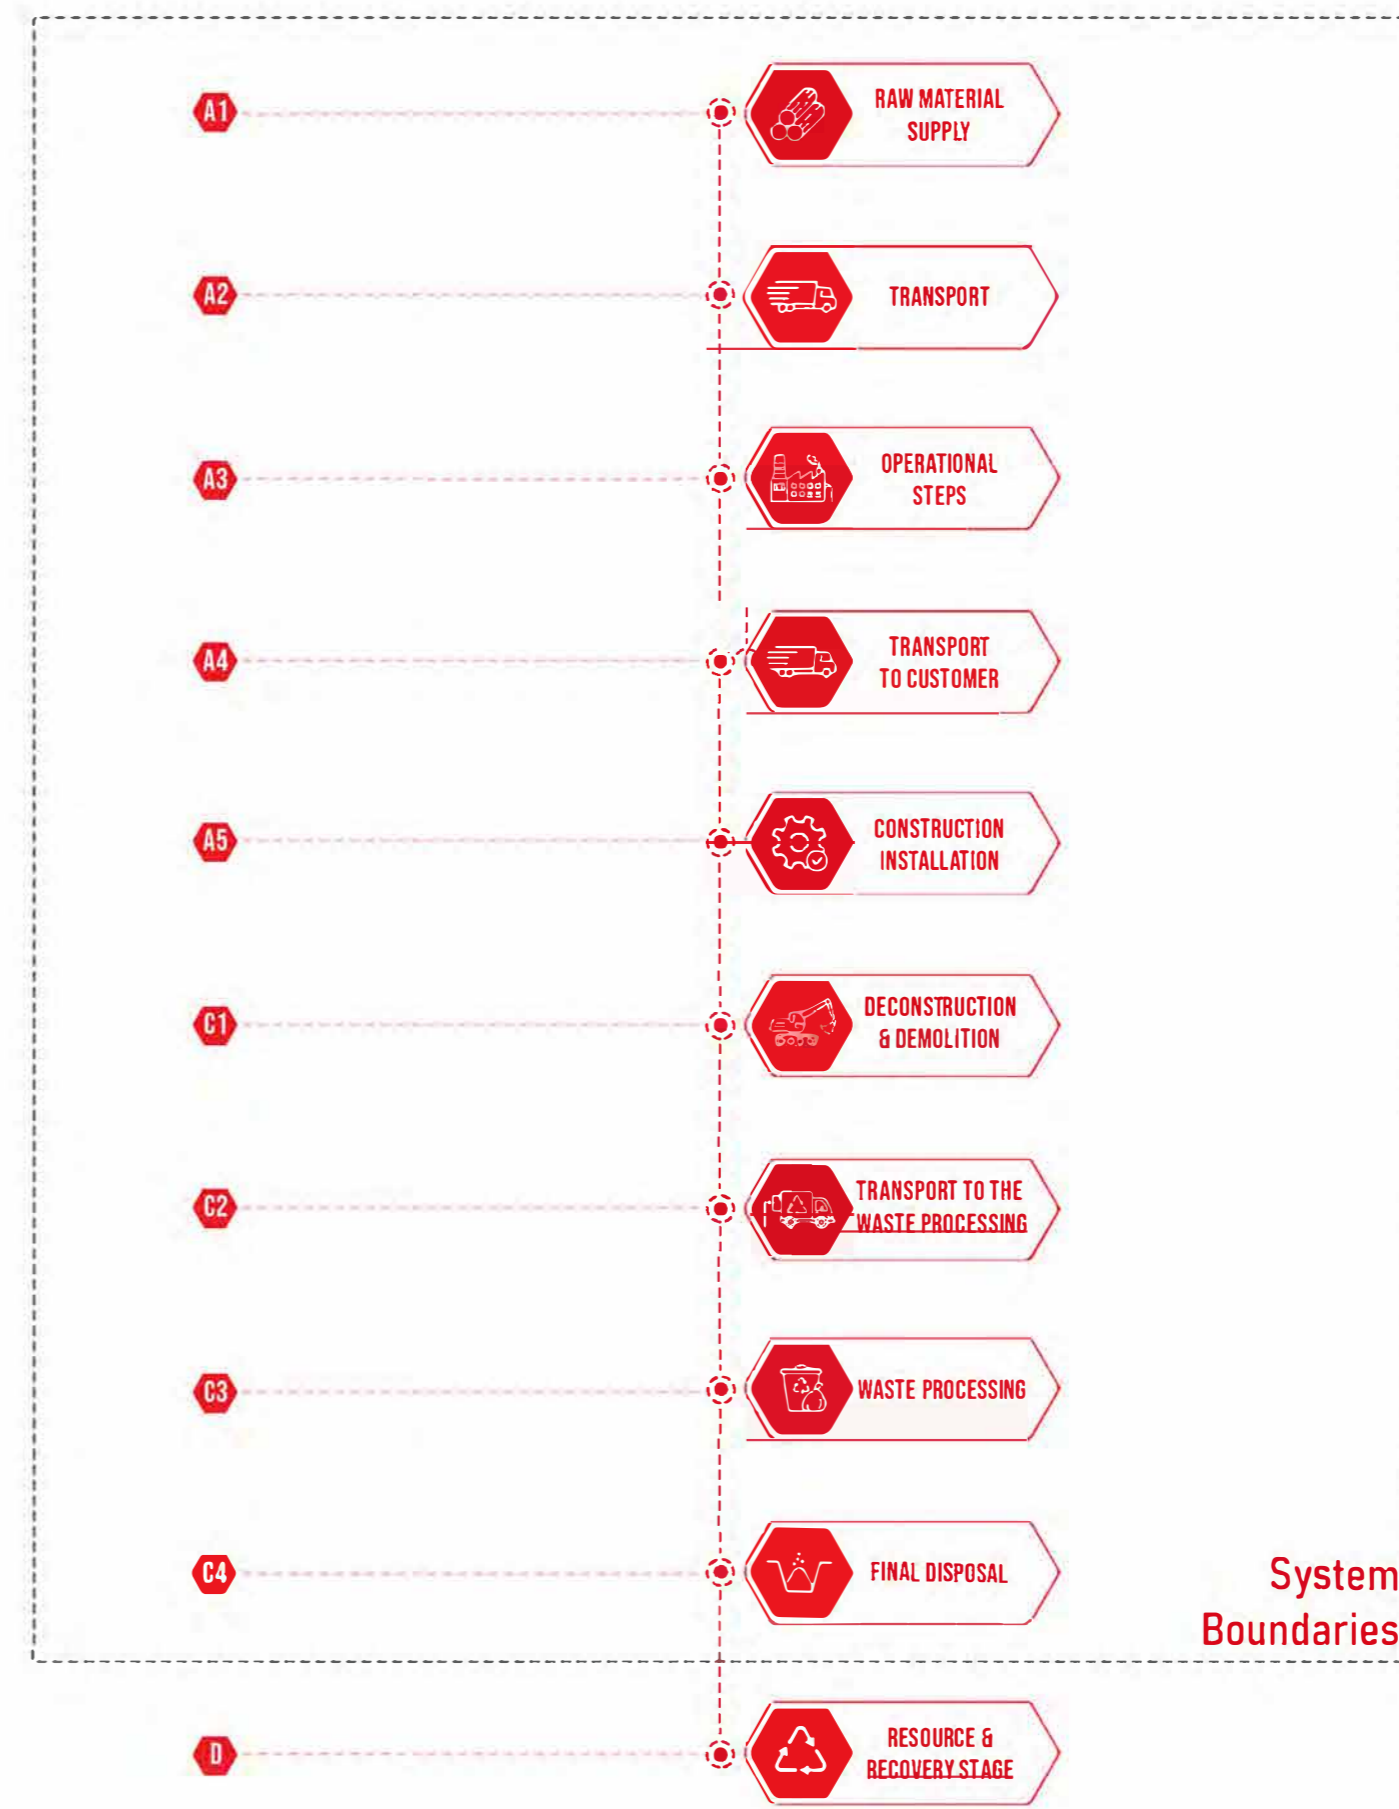 A1
RAW MATERIAL
SUPPLY
A2
TRANSPORT
A3
OPERATIONAL
STEPS
A4
TRANSPORT
TO CUSTOMER
A5
CONSTRUCTION
INSTALLATION
C1
DECONSTRUCTION
& DEMOLITION
C2
TRANSPORT TO THE
WASTE PROCESSING
C3
WASTE PROCESSING
C4
FINAL DISPOSAL
System
Boundaries
D
RESOURCE &
RECOVERY STAGE